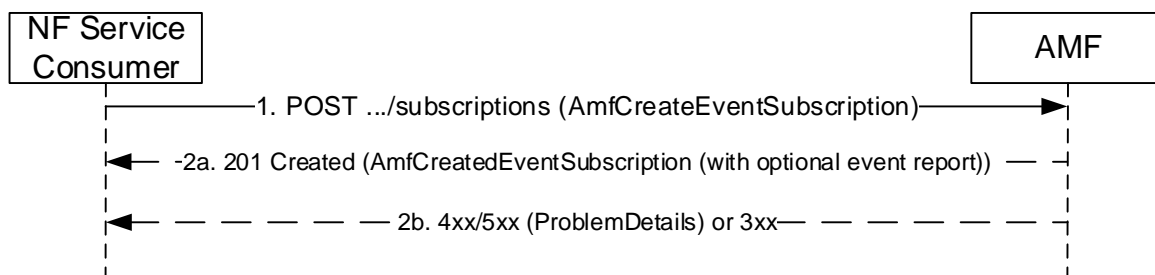 NF Service
Consumer
AMF
1. POST .../subscriptions (AmfCreateEventSubscription)
2a. 201 Created (AmfCreatedEventSubscription (with optional event report))
2b. 4xx/5xx (ProblemDetails) or 3xx